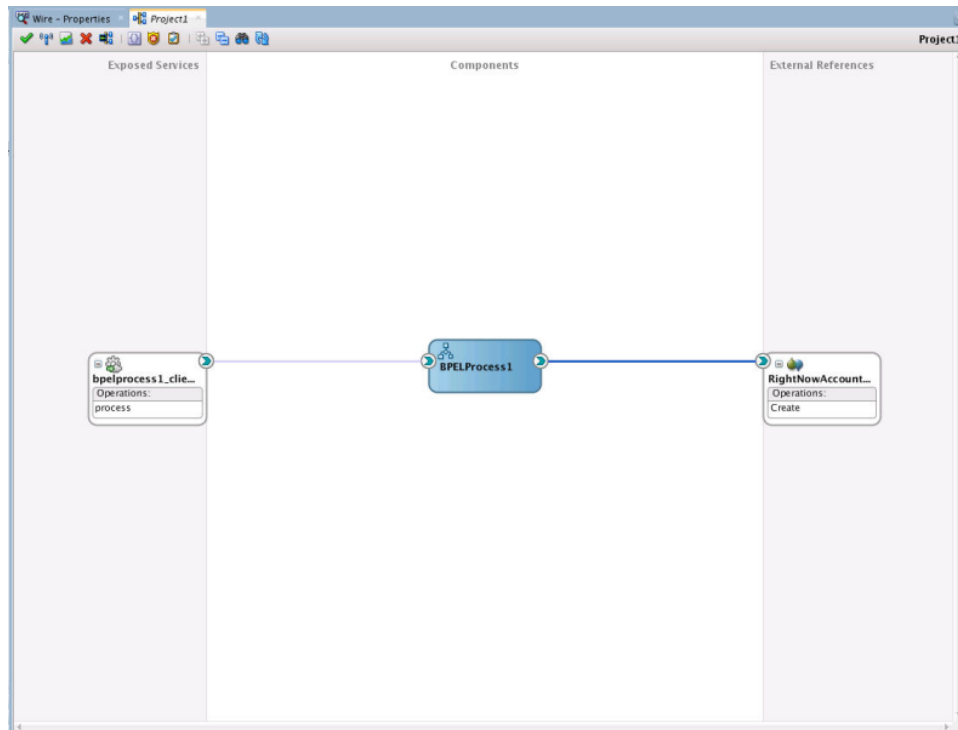 Wire - Properties
Project1
Project1
Exposed Services
Components
External References
bpelprocess1_clie...
Operations:
process
BPELProcess1
RightNowAccount...
Operations:
Create